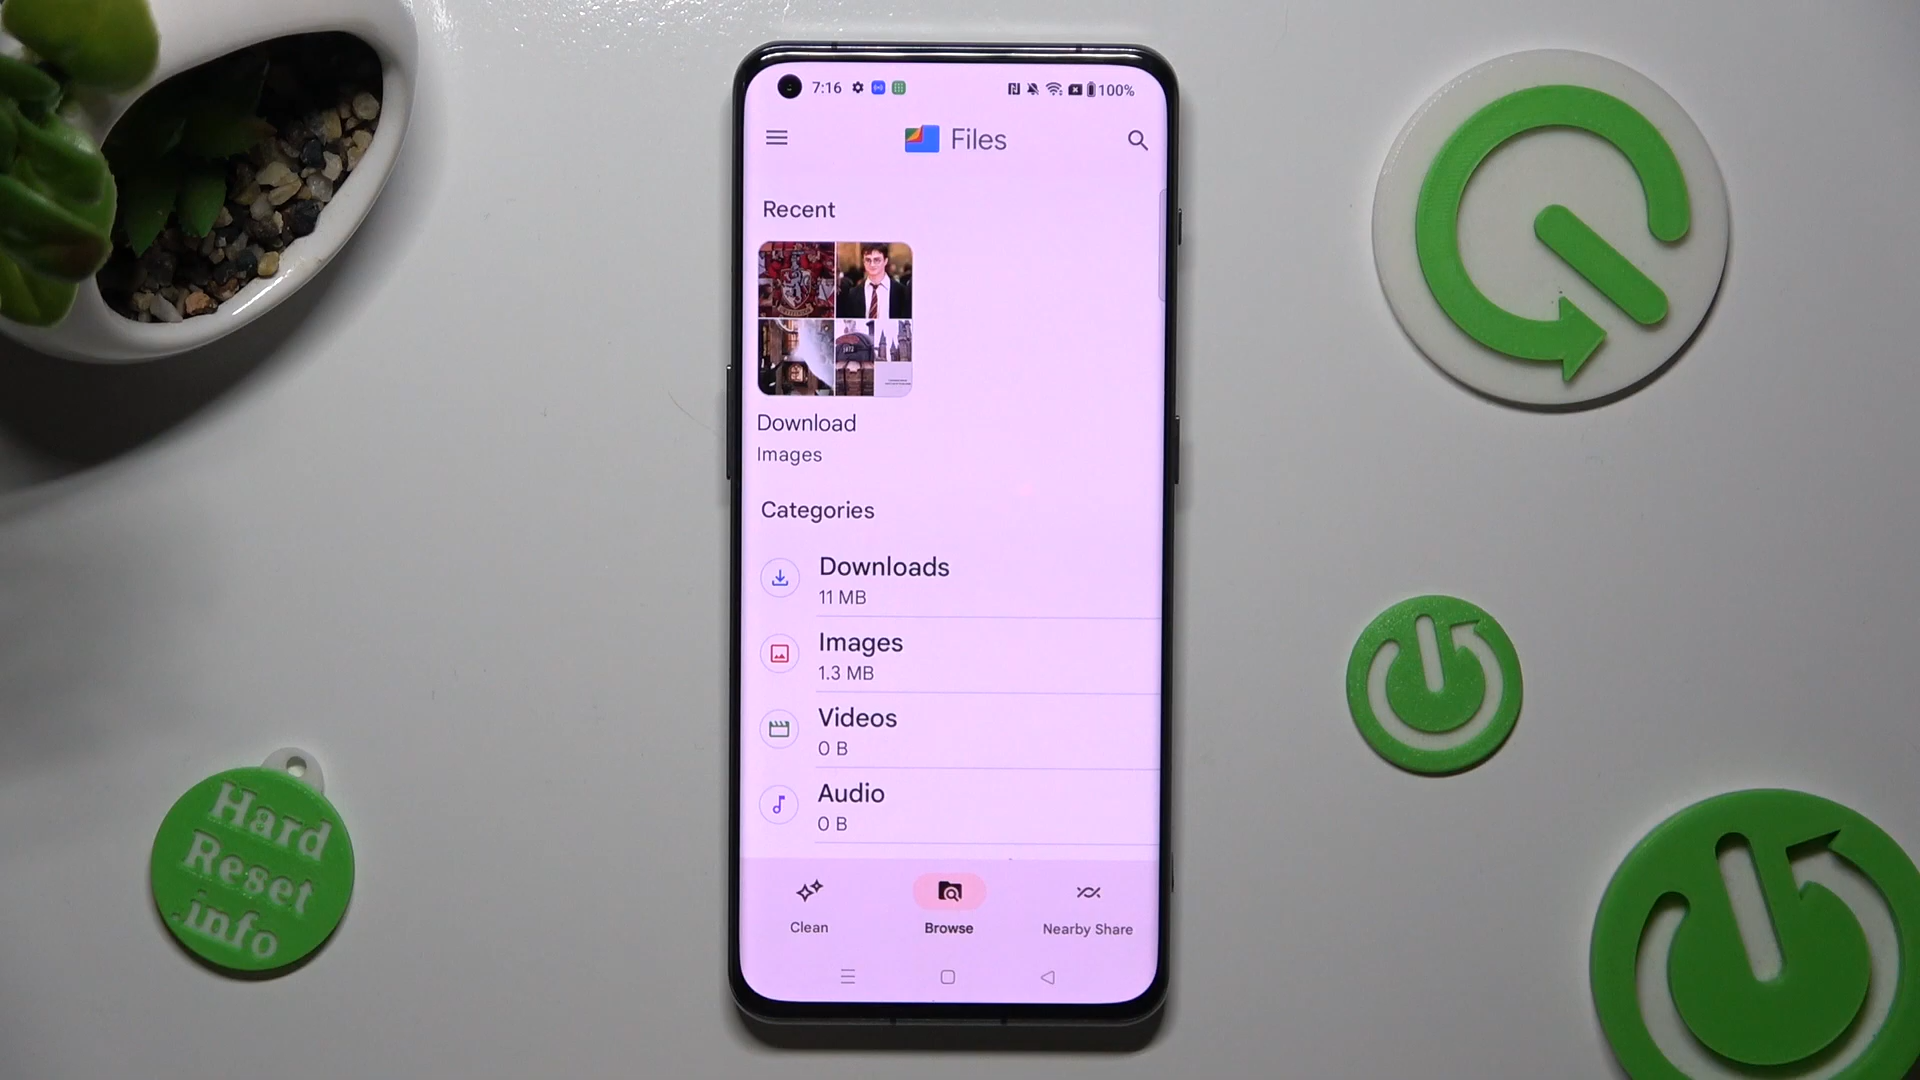 7:16
100%
Files
Recent
Download
Images
Categories
Downloads
11 MB
Images
1.3 MB
Videos
0 B
Audio
0 B
Clean
Browse
Nearby Share
Hard
Reset
.info